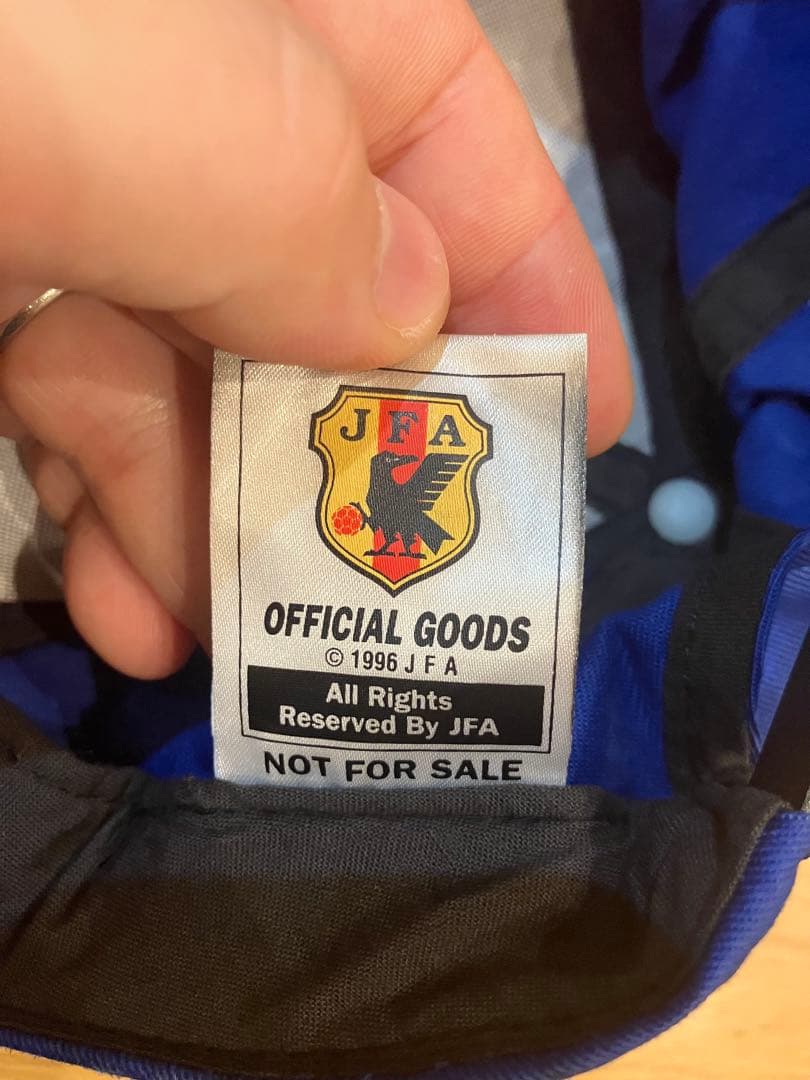 JFA
OFFICIAL GOODS
© 1996 J F A
All Rights
Reserved By JFA
NOT FOR SALE